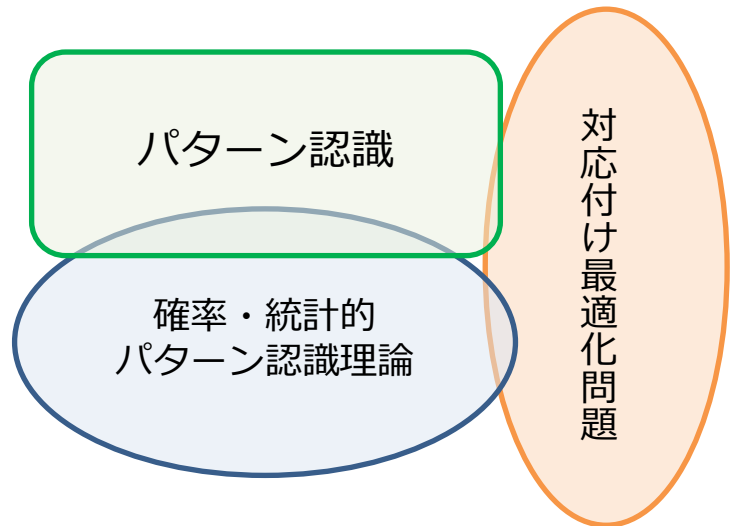 パターン認識
確率・統計的
パターン認識理論
対応付け最適化問題